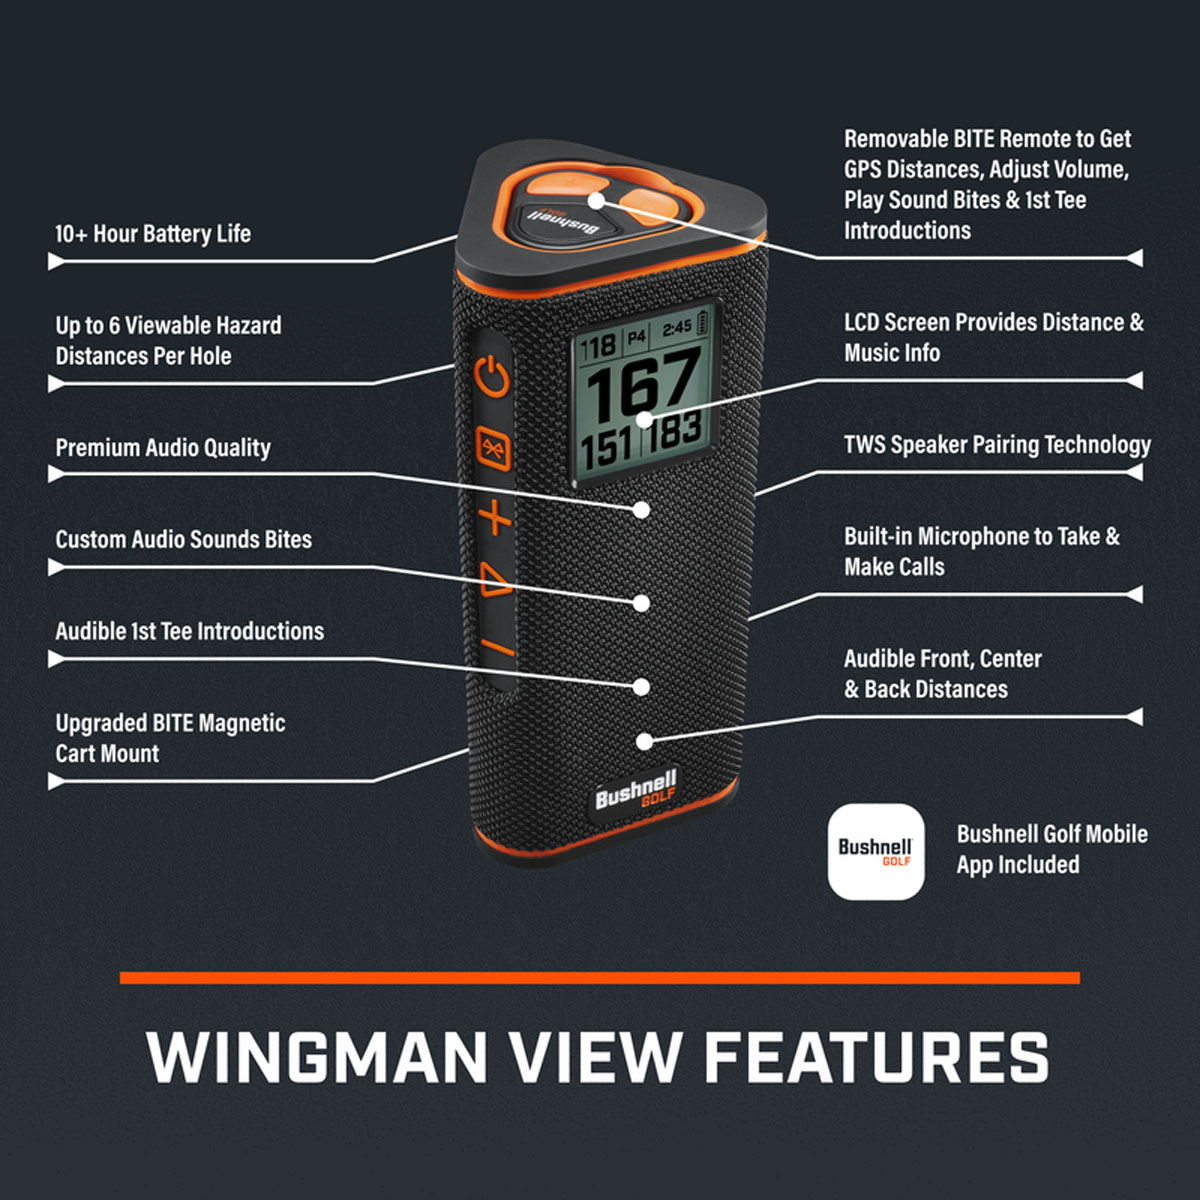 10+ Hour Battery Life
Up to 6 Viewable Hazard
Distances Per Hole
Premium Audio Quality
Custom Audio Sounds Bites
Audible 1st Tee Introductions
Upgraded BITE Magnetic
Cart Mount
Bushnell
GOLF
118 P4 2:45
167
151 183
Bushnell
GOLF
Removable BITE Remote to Get
GPS Distances, Adjust Volume,
Play Sound Bites & 1st Tee
Introductions
LCD Screen Provides Distance &
Music Info
TWS Speaker Pairing Technology
Built-in Microphone to Take &
Make Calls
Audible Front, Center
& Back Distances
Bushnell
GOLF
Bushnell Golf Mobile
App Included
WINGMAN VIEW FEATURES